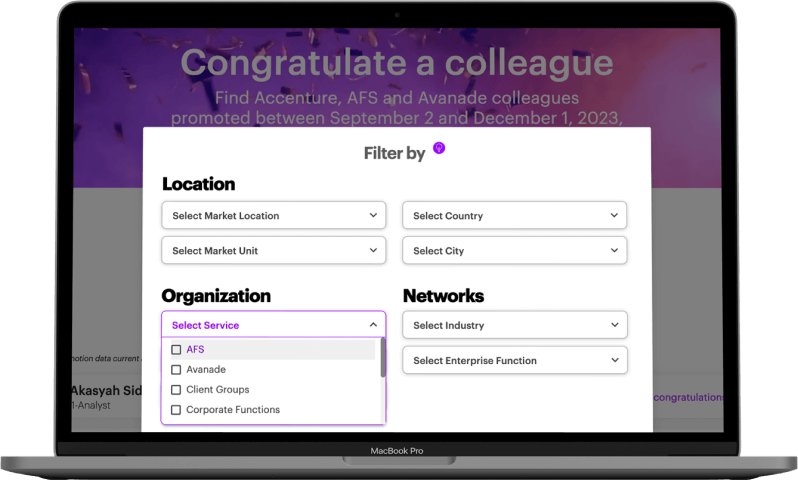 Congratulate a colleague
Find Accenture, AFS and Avanade colleagues
promoted between September 2 and December 1, 2023,
Filter by
Location
Select Market Location
Select Country
Select Market Unit
Select City
Organization
Networks
Select Service
Select Industry
AFS
Select Enterprise Function
Avanade
Client Groups
Corporate Functions
motion data current
Akasyah Sid
-Analyst
congratulations
MacBook Pro